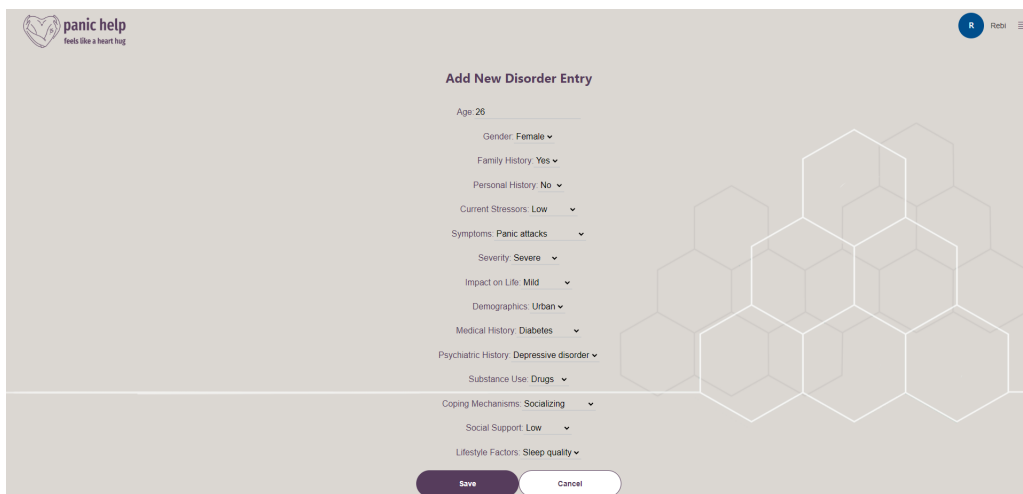 panic help
feels like a heart hug
R Rebi
Add New Disorder Entry
Age: 26
Gender: Female
Family History: Yes
Personal History: No
Current Stressors: Low
Symptoms: Panic attacks
Severity: Severe
Impact on Life: Mild
Demographics: Urban
Medical History: Diabetes
Psychiatric History: Depressive disorder
Substance Use: Drugs
Coping Mechanisms: Socializing
Social Support: Low
Lifestyle Factors: Sleep quality
Save Cancel